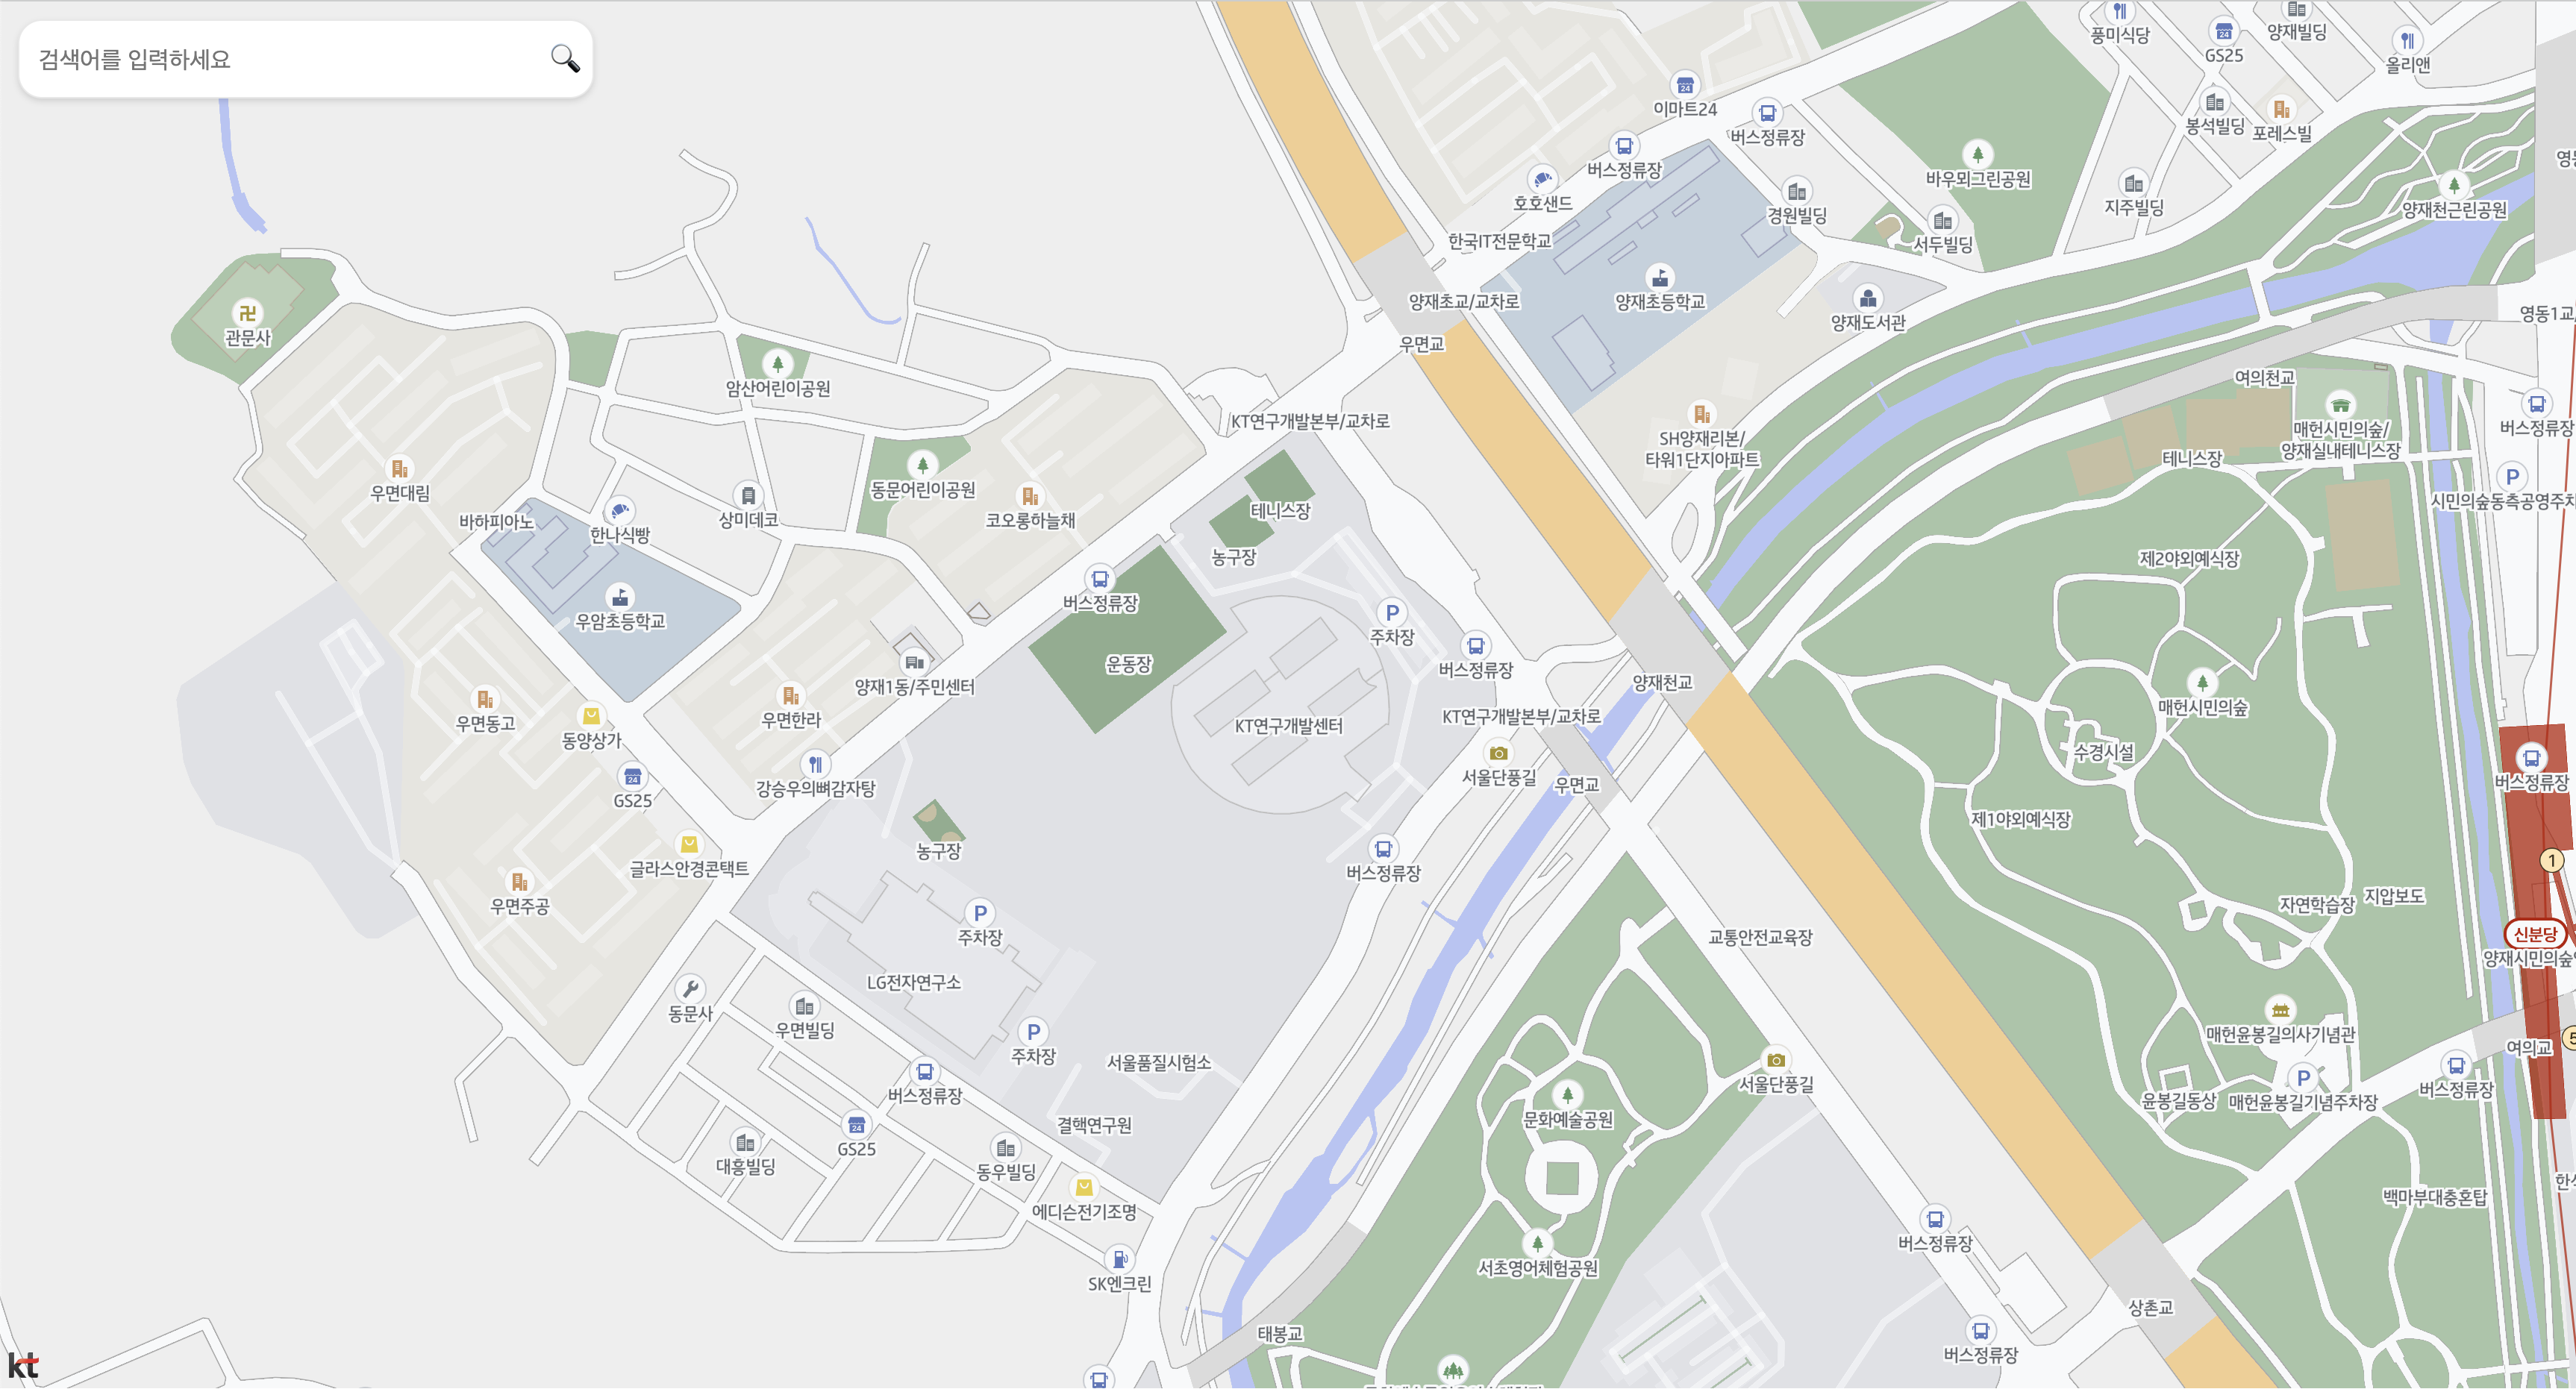 검색어를 입력하세요
풍미식당
GS25
양재빌딩
올리앤
이마트24
버스정류장
봉석빌딩
포레스빌
버스정류장
바우뫼그린공원
호호샌드
경원빌딩
지주빌딩
양재천근린공원
한국IT전문학교
서두빌딩
양재초교/교차로
양재초등학교
양재도서관
영동1교
관문사
우면교
암산어린이공원
여의천교
KT연구개발본부/교차로
매헌시민의숲/
양재실내테니스장
버스정류장
SH양재리본/
타워1단지아파트
테니스장
우면대림
동문어린이공원
시민의숲동측공영주차
바하피아노
한나식빵
상미데코
코오롱하늘채
테니스장
농구장
제2야외예식장
우암초등학교
버스정류장
P
주차장
운동장
버스정류장
양재1동/주민센터
양재천교
매헌시민의숲
우면동고
동양상가
우면한라
KT연구개발센터
KT연구개발본부/교차로
수경시설
강승우의뼈감자탕
서울단풍길
우면교
버스정류장
GS25
제1야외예식장
농구장
글라스안경콘택트
버스정류장
1
우면주공
P
주차장
교통안전교육장
자연학습장
지압보도
신분당
양재시민의숲
LG전자연구소
동문사
우면빌딩
P
주차장
서울품질시험소
매헌윤봉길의사기념관
여의교
5
서울단풍길
버스정류장
버스정류장
윤봉길동상
P
매헌윤봉길기념주차장
GS25
결핵연구원
문화예술공원
대흥빌딩
동우빌딩
백마부대충혼탑
에디슨전기조명
버스정류장
SK엔크린
서초영어체험공원
상촌교
태봉교
버스정류장
kt